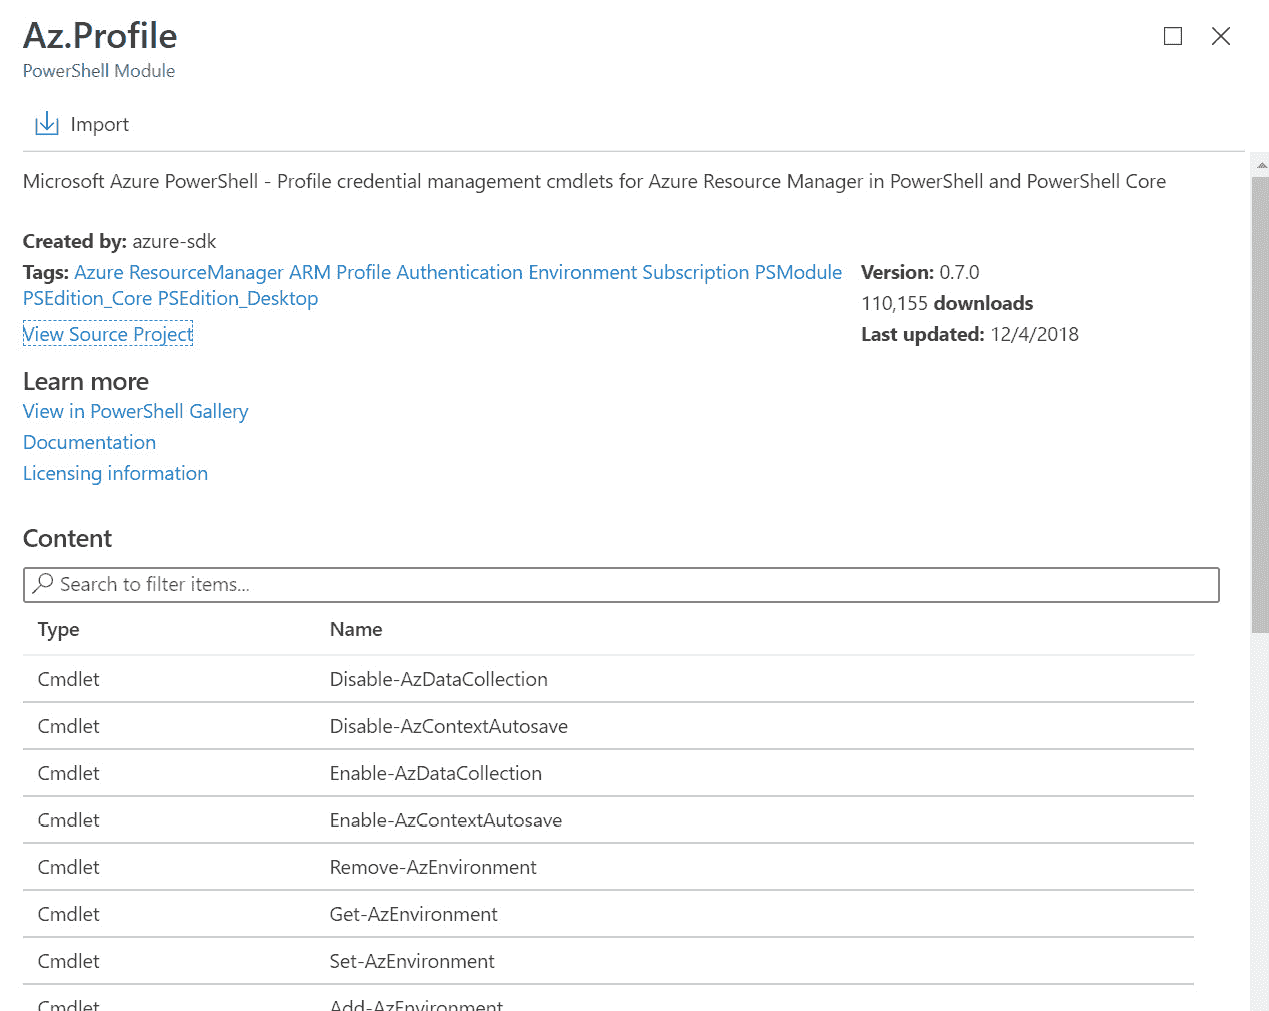 Az.Profile
PowerShell Module
Import
Microsoft Azure PowerShell - Profile credential management cmdlets for Azure Resource Manager in PowerShell and PowerShell Core
Created by: azure-sdk
Tags: Azure ResourceManager ARM Profile Authentication Environment Subscription PSModule
PSEdition_Core PSEdition_Desktop
View Source Project
Version: 0.7.0
110,155 downloads
Last updated: 12/4/2018
Learn more
View in PowerShell Gallery
Documentation
Licensing information
Content
Search to filter items...
Type Name
Cmdlet Disable-AzDataCollection
Cmdlet Disable-AzContextAutosave
Cmdlet Enable-AzDataCollection
Cmdlet Enable-AzContextAutosave
Cmdlet Remove-AzEnvironment
Cmdlet Get-AzEnvironment
Cmdlet Set-AzEnvironment
Cmdlet Add-AzEnvironment